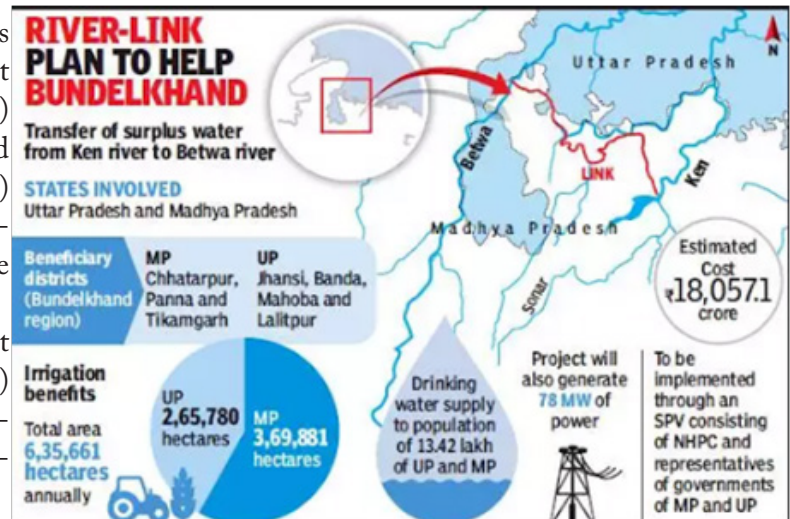 RIVER-LINK
PLAN TO HELP
BUNDELKHAND
Transfer of surplus water
from Ken river to Betwa river
STATES INVOLVED
Uttar Pradesh and Madhya Pradesh
Beneficiary
districts
(Bundelkhand
region)
MP
Chhatarpur,
Panna and
Tikamgarh
UP
Jhansi, Banda,
Mahoba and
Lalitpur
Irrigation
benefits
Total area
6,35,661
hectares
annually
UP
2,65,780
hectares
MP
3,69,881
hectares
N
Uttar Pradesh
Betwa
LINK
Ken
Madhya Pradesh
Sonar
Estimated
Cost
₹18,057.1
crore
Drinking
water supply
to population
of 13.42 lakh
of UP and MP
Project will
also generate
78 MW of
power
To be
implemented
through an
SPV consisting
of NHPC and
representatives
of governments
of MP and UP